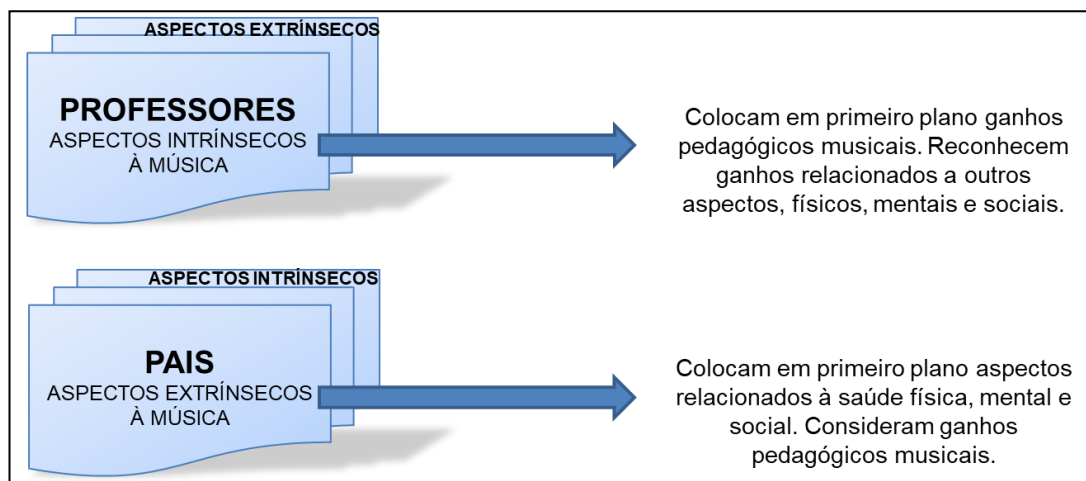 ASPECTOS EXTRÍNSECOS
PROFESSORES
ASPECTOS INTRÍNSECOS
À MÚSICA
Colocam em primeiro plano ganhos
pedagógicos musicais. Reconhecem
ganhos relacionados a outros
aspectos, físicos, mentais e sociais.
ASPECTOS INTRÍNSECOS
PAIS
ASPECTOS EXTRÍNSECOS
À MÚSICA
Colocam em primeiro plano aspectos
relacionados à saúde física, mental e
social. Consideram ganhos
pedagógicos musicais.